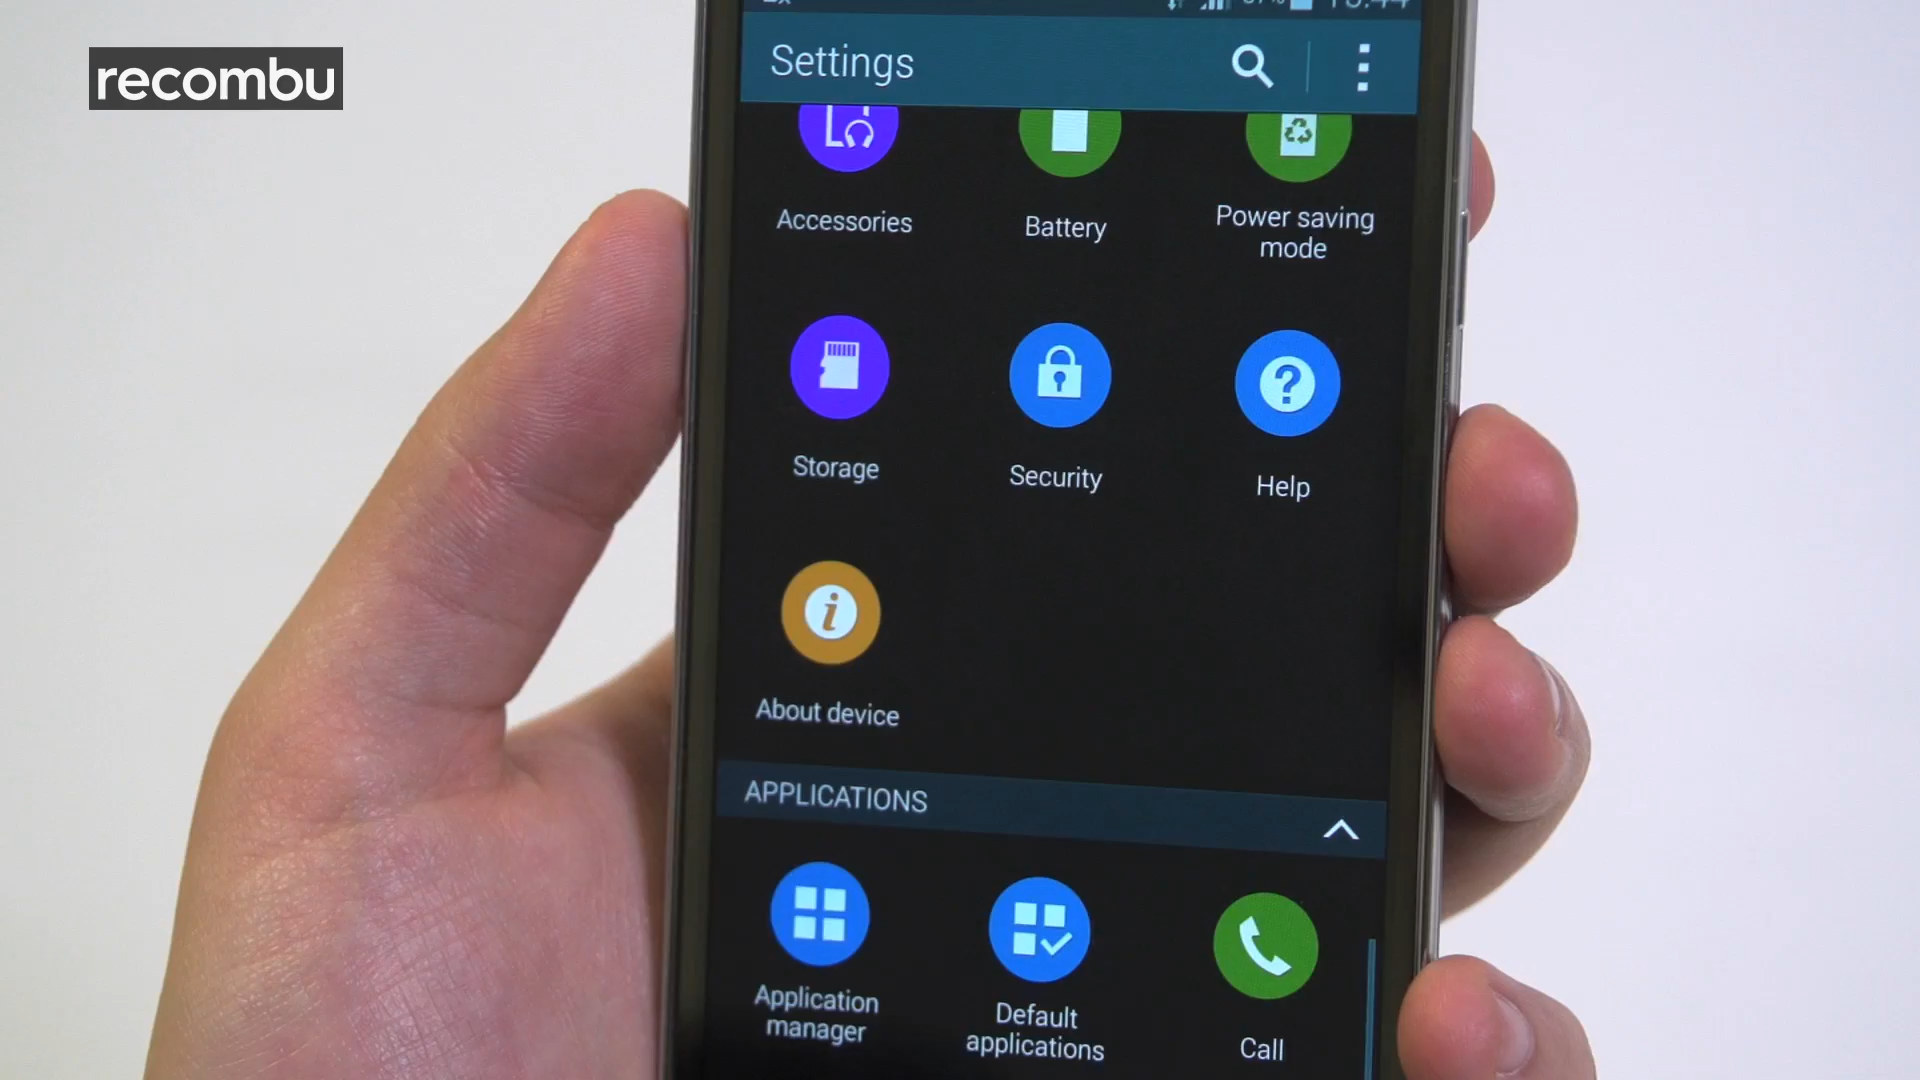 recombu
Settings
Accessories
Battery
Power saving
mode
Storage
Security
Help
About device
APPLICATIONS
Application
manager
Default
applications
Call